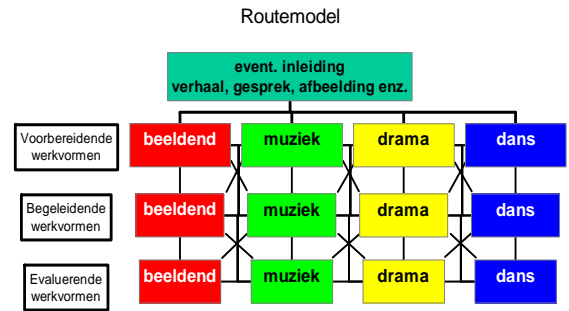 Routemodel
event. inleiding
verhaal, gesprek, afbeelding enz.
Voorbereidende
werkvormen
beeldend
muziek
drama
dans
Begeleidende
werkvormen
beeldend
muziek
drama
dans
Evaluerende
werkvormen
beeldend
muziek
drama
dans